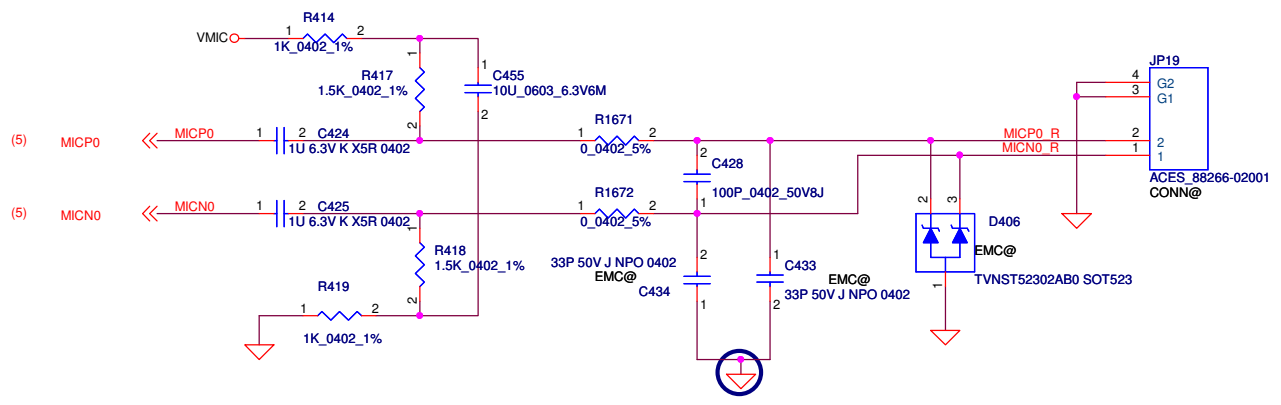 R414
VMIC
1
2
1K_0402_1%
1
R417
1.5K_0402_1%
2
1
C455
10U_0603_6.3V6M
2
JP19
4
G2
3
G1
2
2
1
1
ACES_88266-02001
CONN@
(5)
MICP0
MICP0
1
2
C424
1U 6.3V K X5R 0402
R1671
1
2
0_0402_5%
MICP0_R
MICN0_R
2
C428
100P_0402_50V8J
1
(5)
MICN0
MICN0
1
2
C425
1U 6.3V K X5R 0402
R1672
1
2
0_0402_5%
2
3
D406
EMC@
TVNST52302AB0 SOT523
1
1
R418
1.5K_0402_1%
2
33P 50V J NPO 0402
EMC@
C434
2
1
1
C433
EMC@
33P 50V J NPO 0402
2
R419
1
2
1K_0402_1%